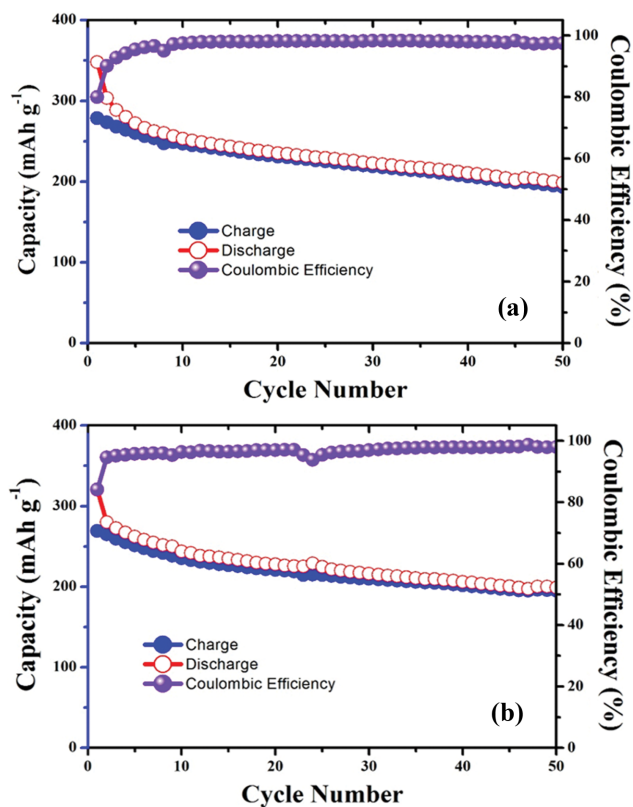 400
300
200
100
0
Capacity (mAh g-1)
100
80
60
40
20
0
Coulombic Efficiency (%)
Charge
Discharge
Coulombic Efficiency
(a)
0 10 20 30 40 50
Cycle Number
400
300
200
100
0
Capacity (mAh g-1)
100
80
60
40
20
0
Coulombic Efficiency (%)
Charge
Discharge
Coulombic Efficiency
(b)
0 10 20 30 40 50
Cycle Number